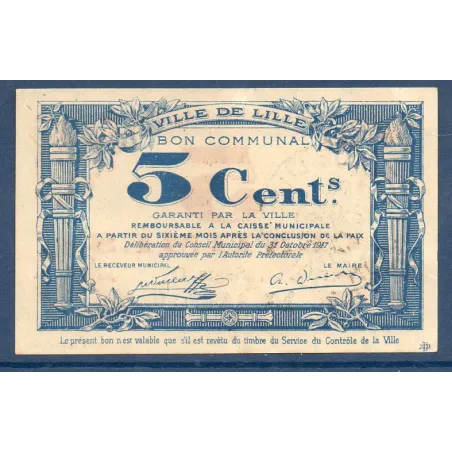 VILLE DE LILLE
BON COMMUNAL
5 Cent.s
GARANTI PAR LA VILLE
REMBOURSABLE A LA CAISSE MUNICIPALE
A PARTIR DU SIXIÈME MOIS APRÈS LA CONCLUSION DE LA PAIX
Délibération du Conseil Municipal du 31 Octobre 1917
approuvée par l'Autorité Préfectorale
LE RECEVEUR MUNICIPAL
LE MAIRE
Le présent bon n'est valable que s'il est revêtu du timbre du Service du Contrôle de la Ville